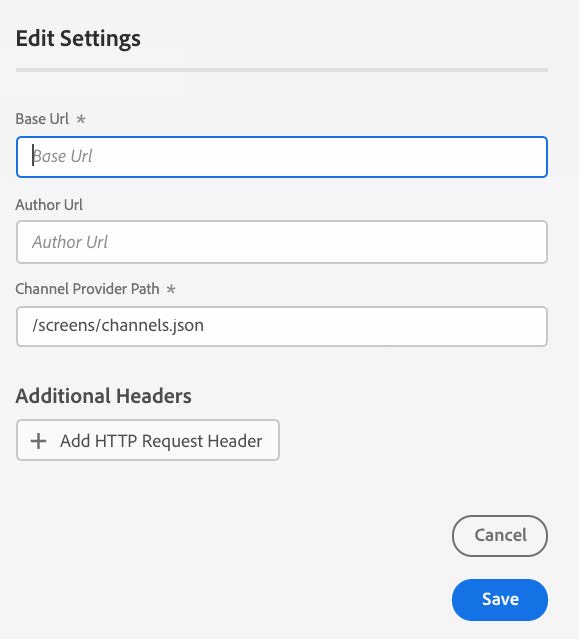 Edit Settings
Base Url *
Base Url
Author Url
Author Url
Channel Provider Path *
/screens/channels.json
Additional Headers
+ Add HTTP Request Header
Cancel
Save